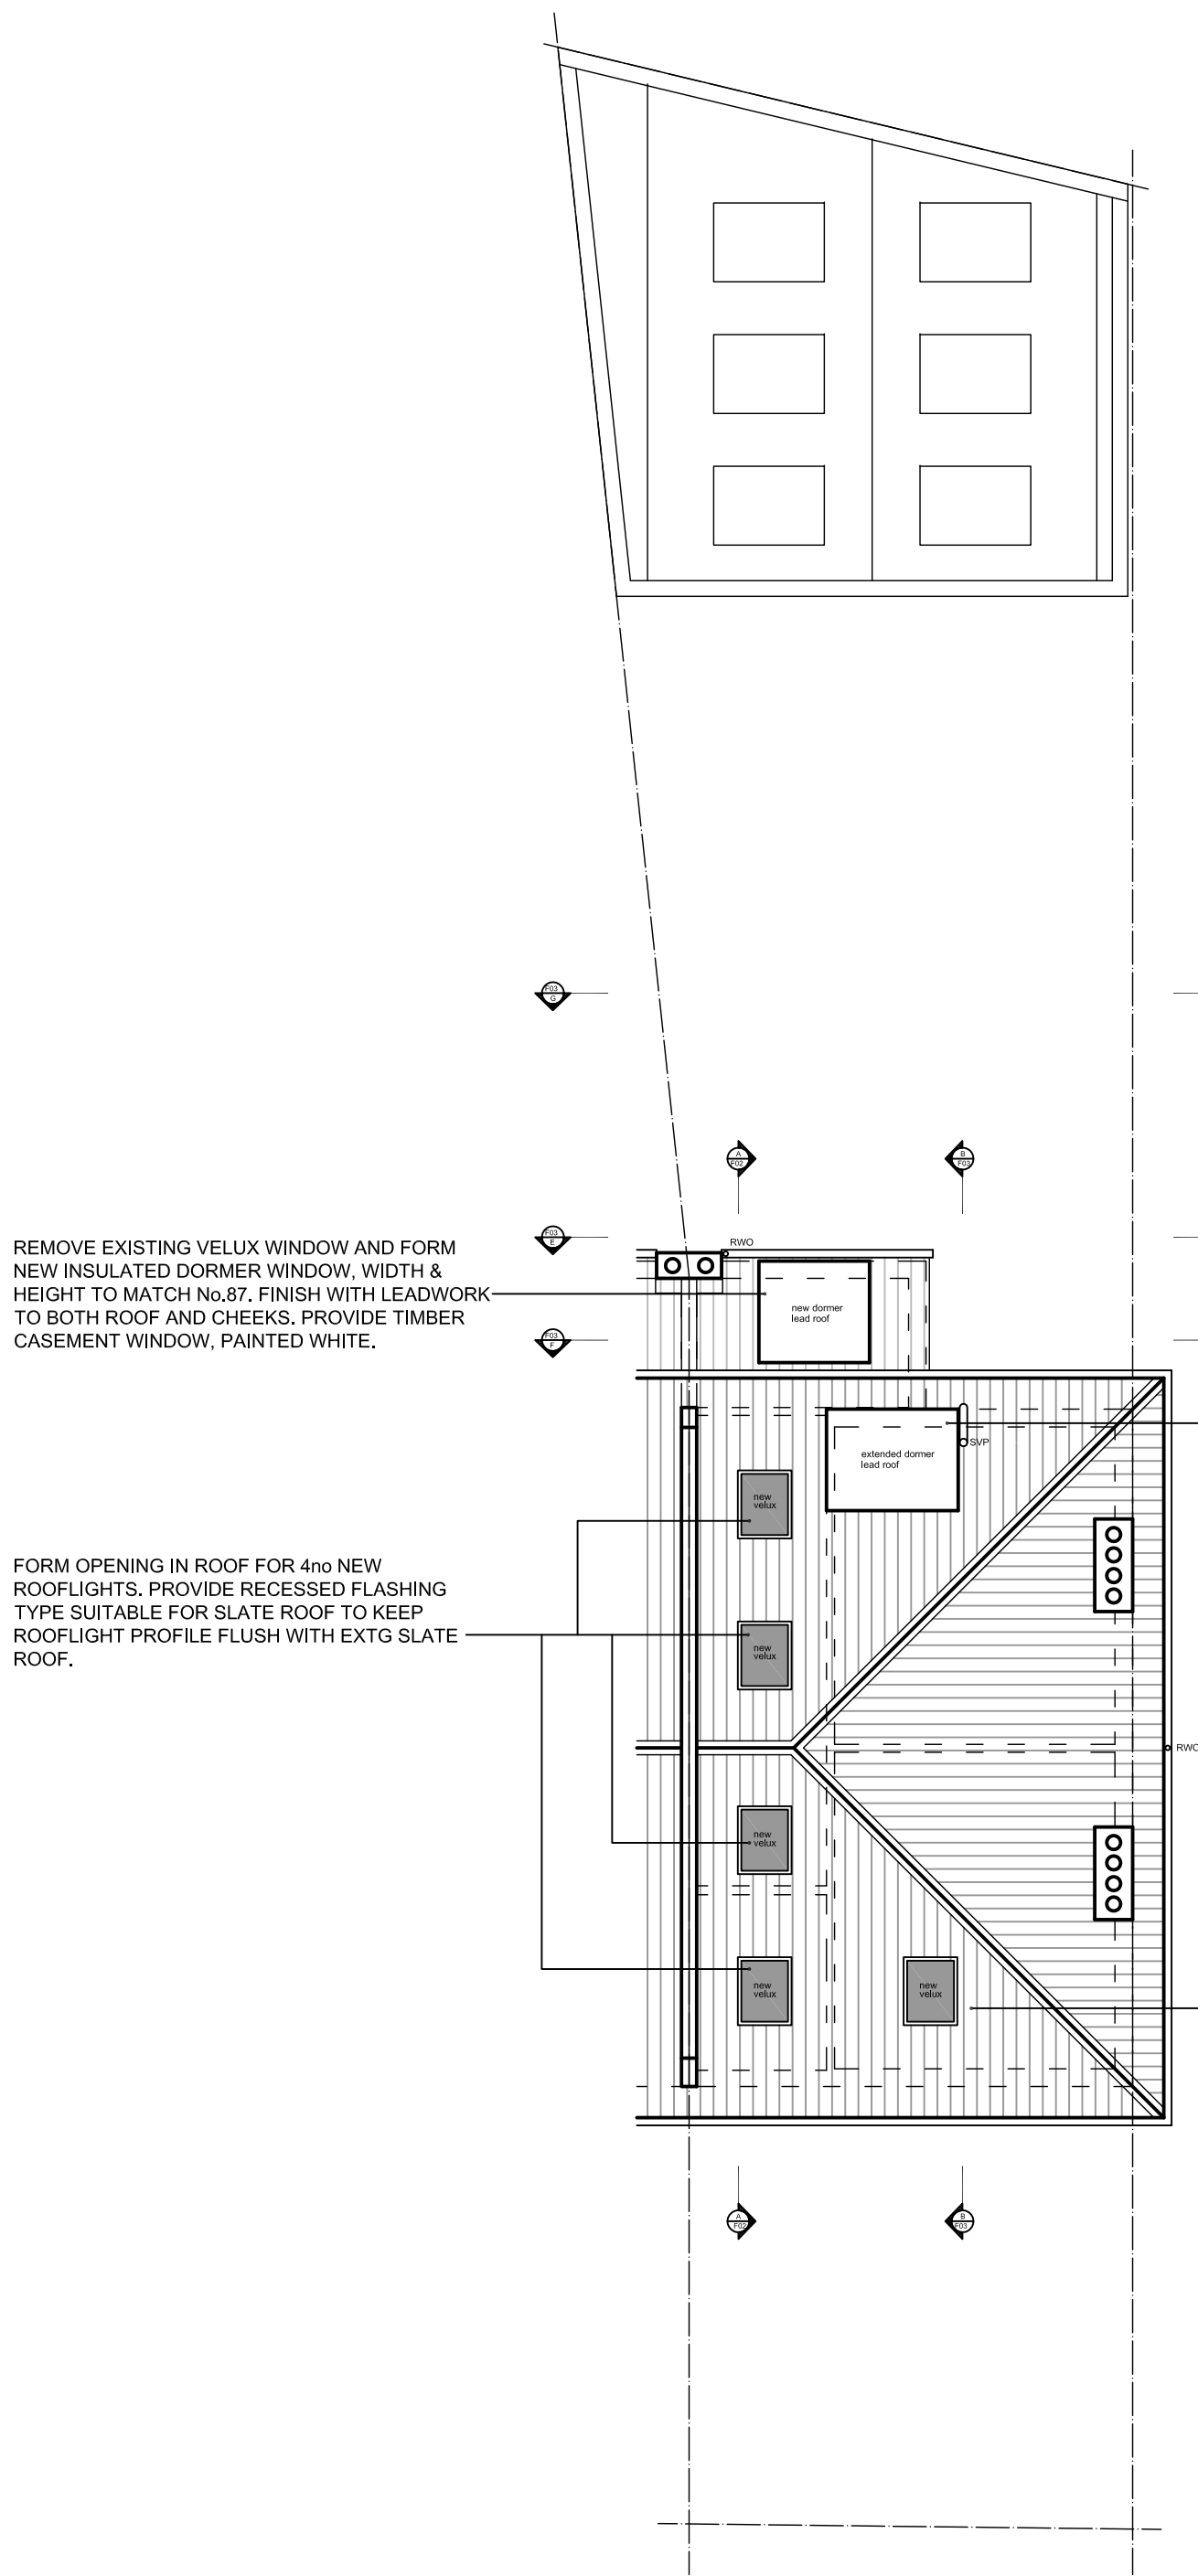 F03
G
A
F02
B
F03
REMOVE EXISTING VELUX WINDOW AND FORM
NEW INSULATED DORMER WINDOW, WIDTH &
HEIGHT TO MATCH No.87. FINISH WITH LEADWORK
TO BOTH ROOF AND CHEEKS. PROVIDE TIMBER
CASEMENT WINDOW, PAINTED WHITE.
F03
E
RWO
new dormer
lead roof
F03
F
extended dormer
lead roof
SVP
new
velux
FORM OPENING IN ROOF FOR 4no NEW
ROOFLIGHTS. PROVIDE RECESSED FLASHING
TYPE SUITABLE FOR SLATE ROOF TO KEEP
ROOFLIGHT PROFILE FLUSH WITH EXTG SLATE
ROOF.
new
velux
RWO
new
velux
new
velux
new
velux
A
F02
B
F03